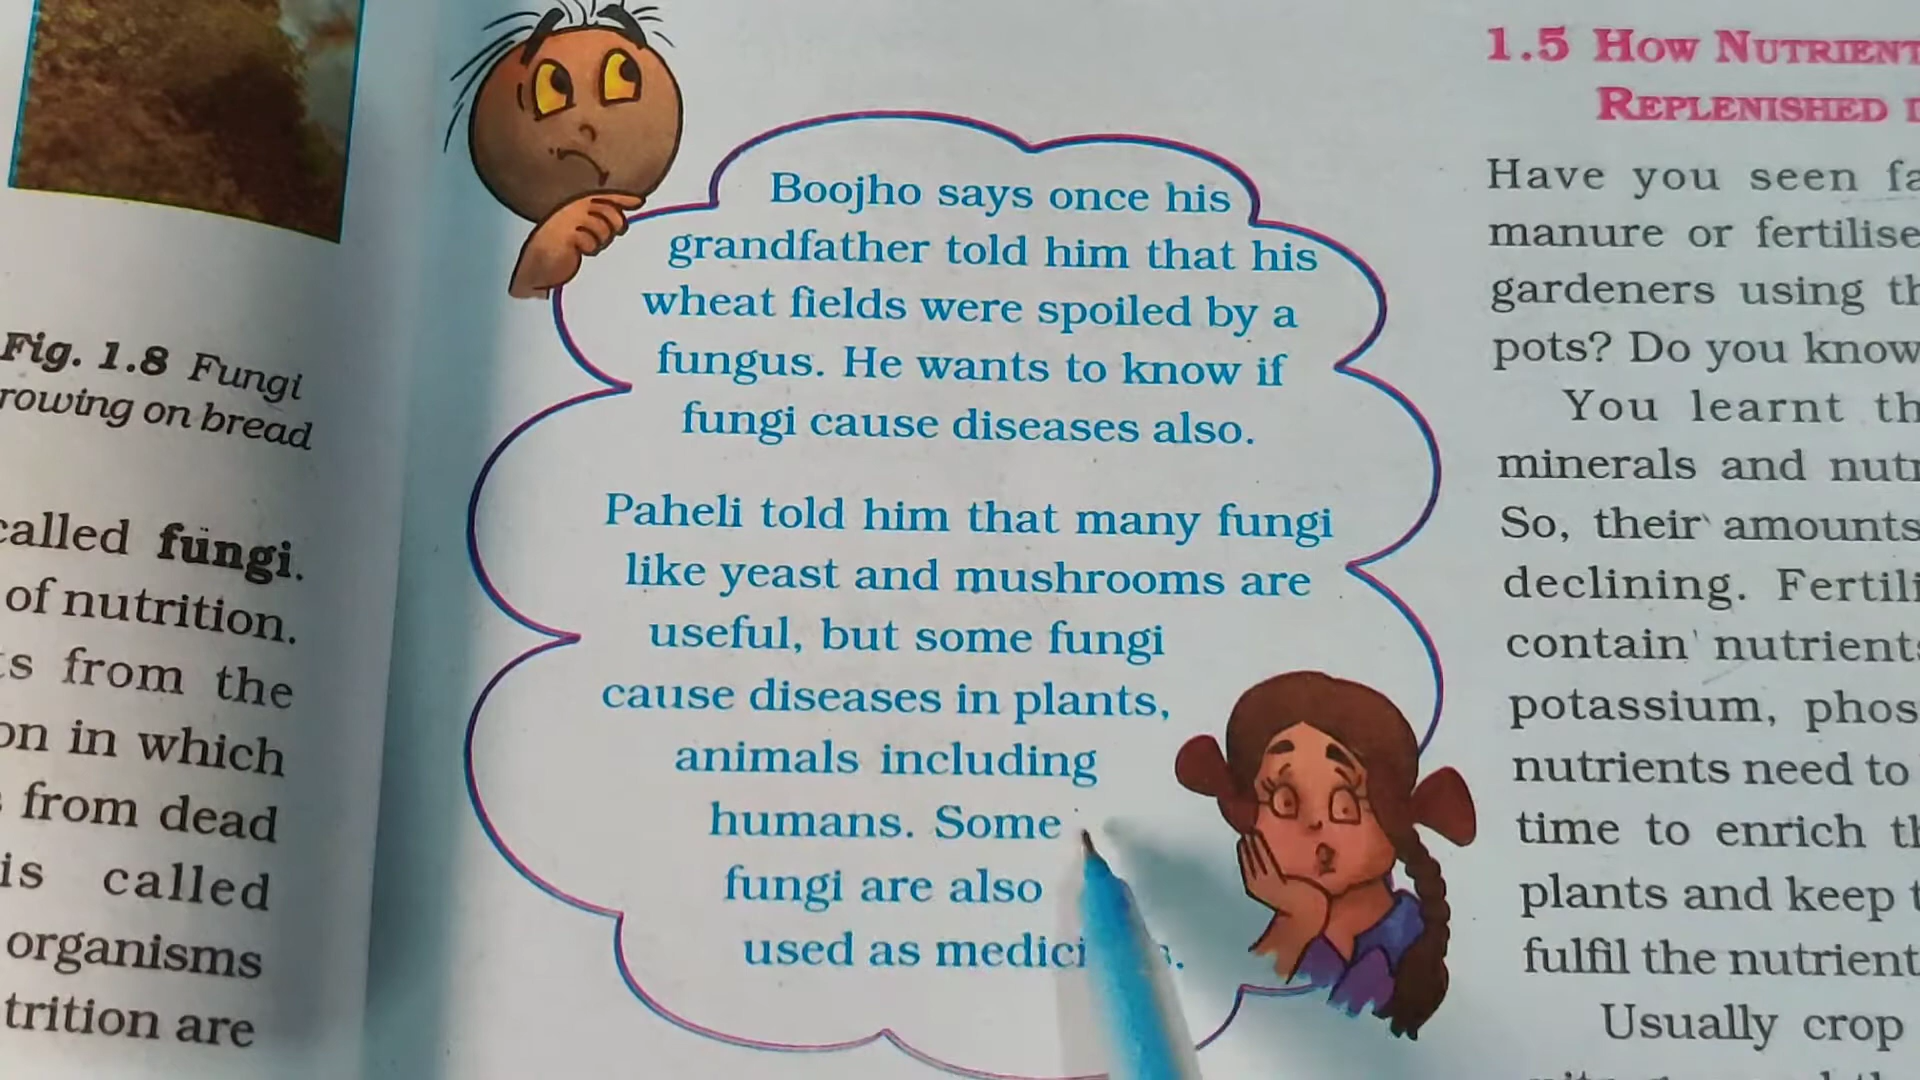 Fig. 1.8 Fungi
rowing on bread
called fungi.
of nutrition.
s from the
on in which
from dead
is called
organisms
trition are
Boojho says once his
grandfather told him that his
wheat fields were spoiled by a
fungus. He wants to know if
fungi cause diseases also.
Paheli told him that many fungi
like yeast and mushrooms are
useful, but some fungi
cause diseases in plants,
animals including
humans. Some
fungi are also
used as medici s.
1.5 HOW NUTRIENT
REPLENISHED
Have you seen fa
manure or fertilise
gardeners using th
pots? Do you know
You learnt th
minerals and nutr
So, their amounts
declining. Fertili
contain nutrients
potassium, phos
nutrients need to
time to enrich th
plants and keep t
fulfil the nutrient
Usually crop